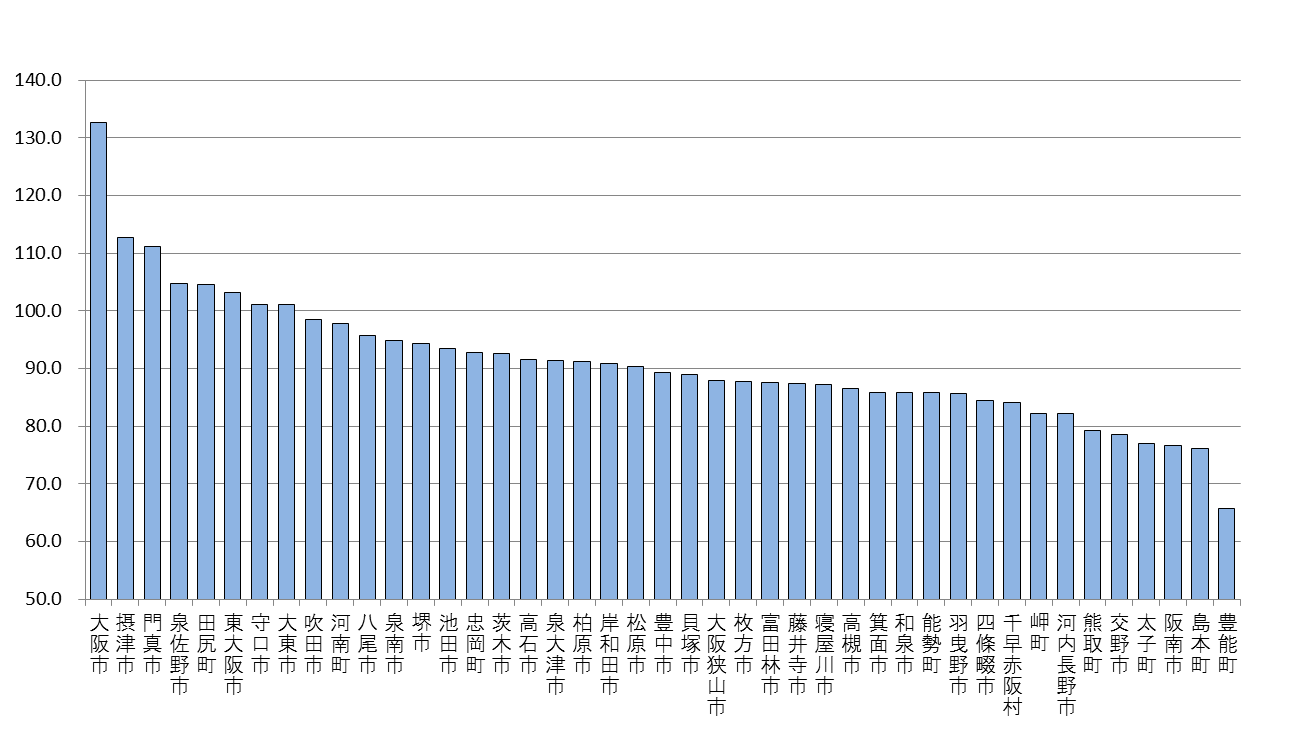 140.0
130.0
120.0
110.0
100.0
90.0
80.0
70.0
60.0
50.0
大阪市
摂津市
門真市
泉佐野市
田尻町
東大阪市
守口市
大東市
吹田市
河南町
八尾市
泉南市
堺市
池田市
忠岡町
茨木市
高石市
泉大津市
柏原市
岸和田市
松原市
豊中市
貝塚市
大阪狭山市
枚方市
富田林市
藤井寺市
寝屋川市
高槻市
箕面市
和泉市
能勢町
羽曳野市
四條畷市
千早赤阪村
岬町
河内長野市
熊取町
交野市
太子町
阪南市
島本町
豊能町